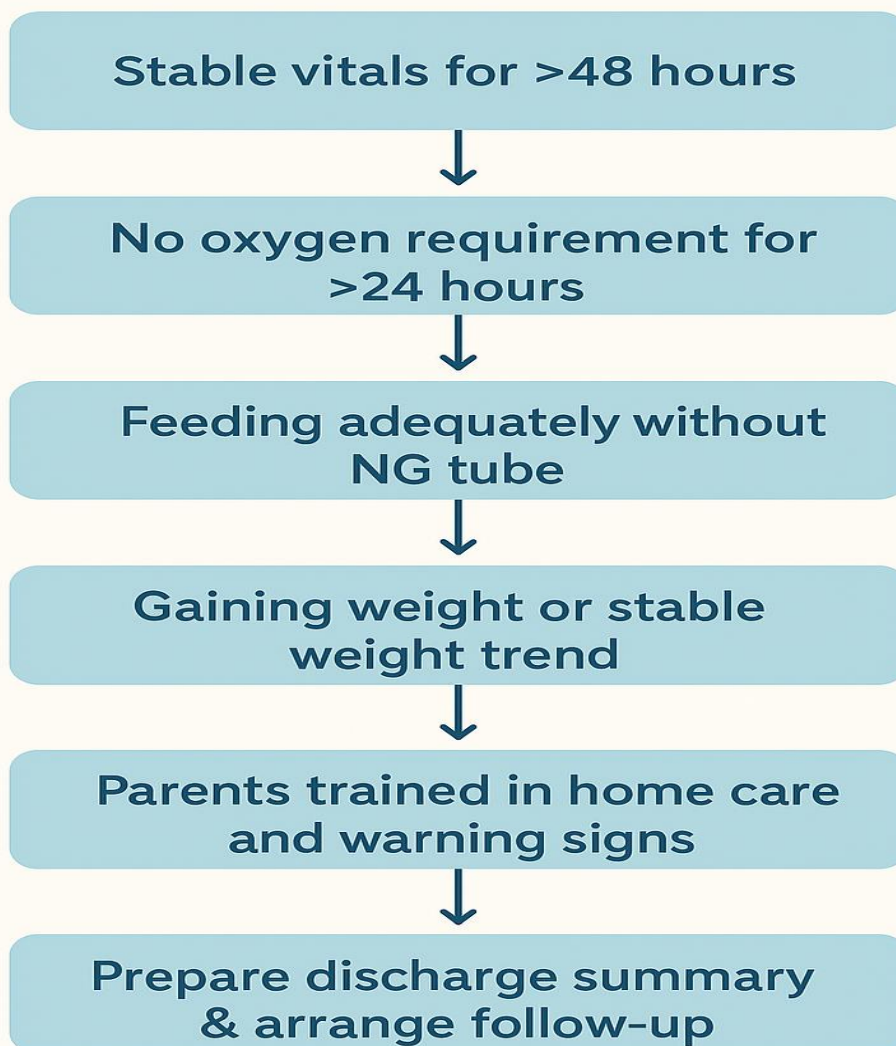 Stable vitals for >48 hours
No oxygen requirement for
>24 hours
Feeding adequately without
NG tube
Gaining weight or stable
weight trend
Parents trained in home care
and warning signs
Prepare discharge summary
& arrange follow-up